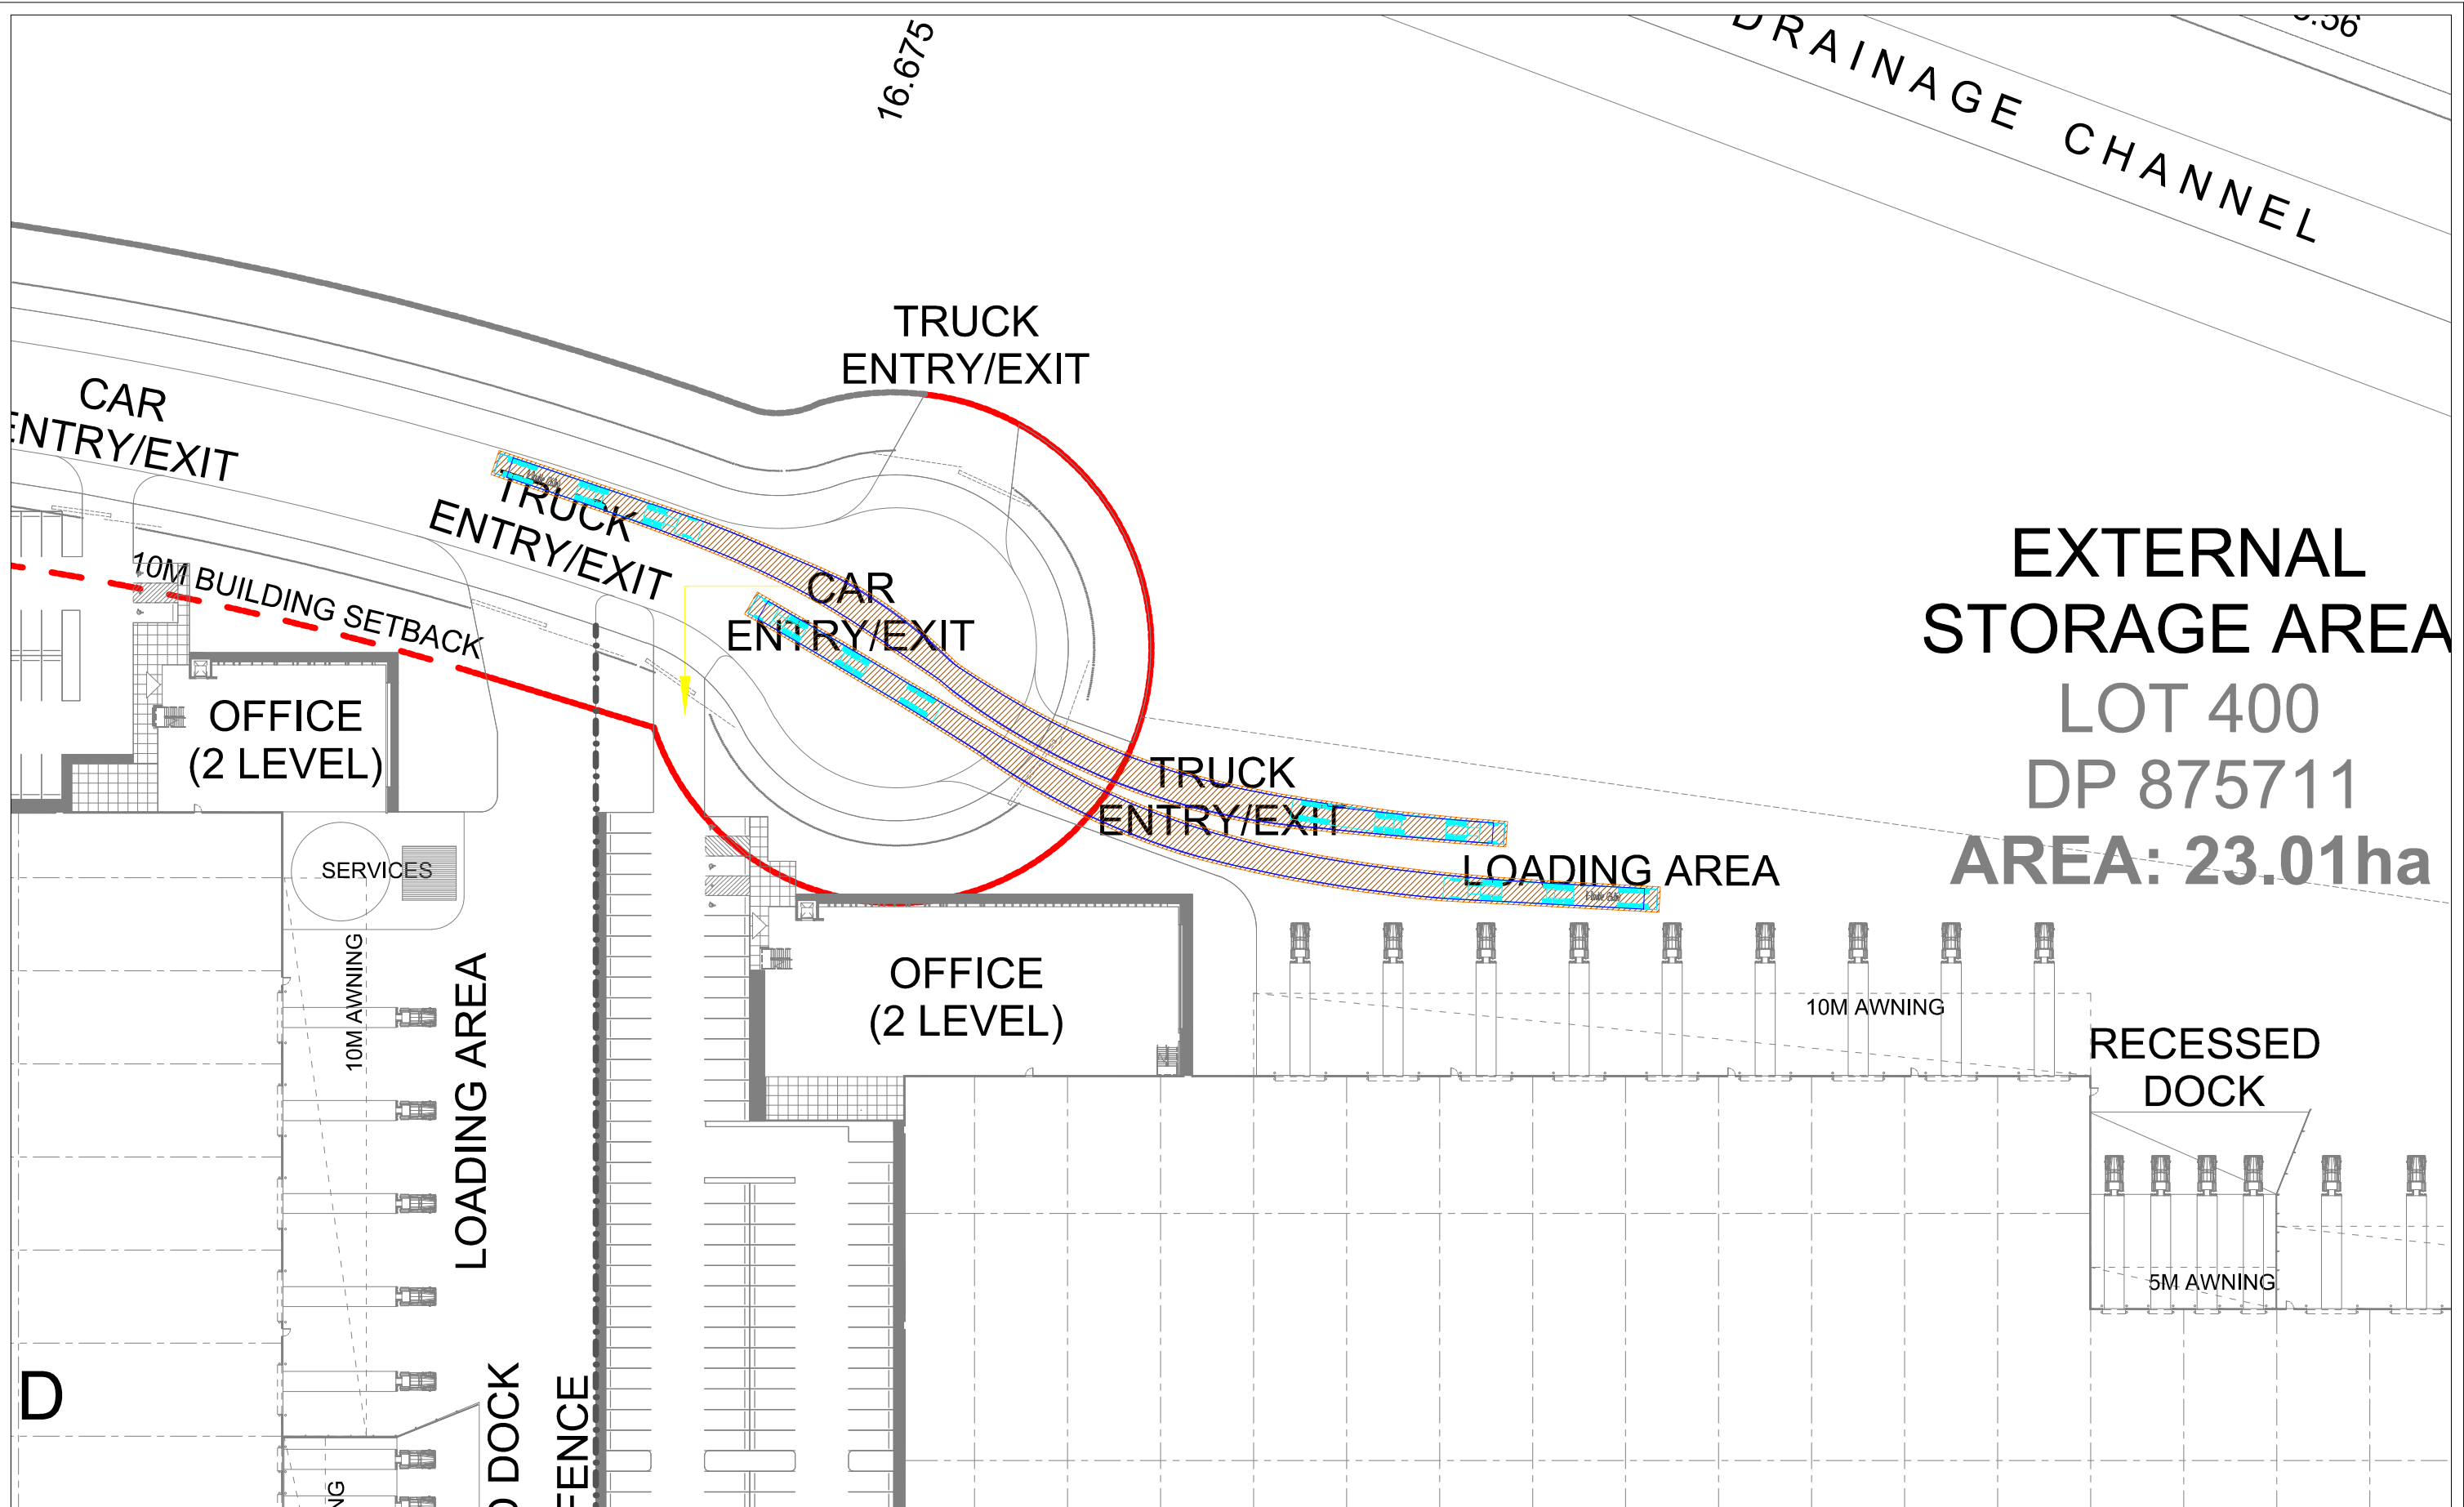 16.675
DRAINAGE CHANNEL
TRUCK
ENTRY/EXIT
CAR
ENTRY/EXIT
TRUCK
ENTRY/EXIT
10M BUILDING SETBACK
CAR
ENTRY/EXIT
EXTERNAL
STORAGE AREA
LOT 400
DP 875711
AREA: 23.01ha
OFFICE
(2 LEVEL)
TRUCK
ENTRY/EXIT
SERVICES
LOADING AREA
10M AWNING
LOADING AREA
OFFICE
(2 LEVEL)
10M AWNING
RECESSED
DOCK
5M AWNING
D
DOCK
FENCE